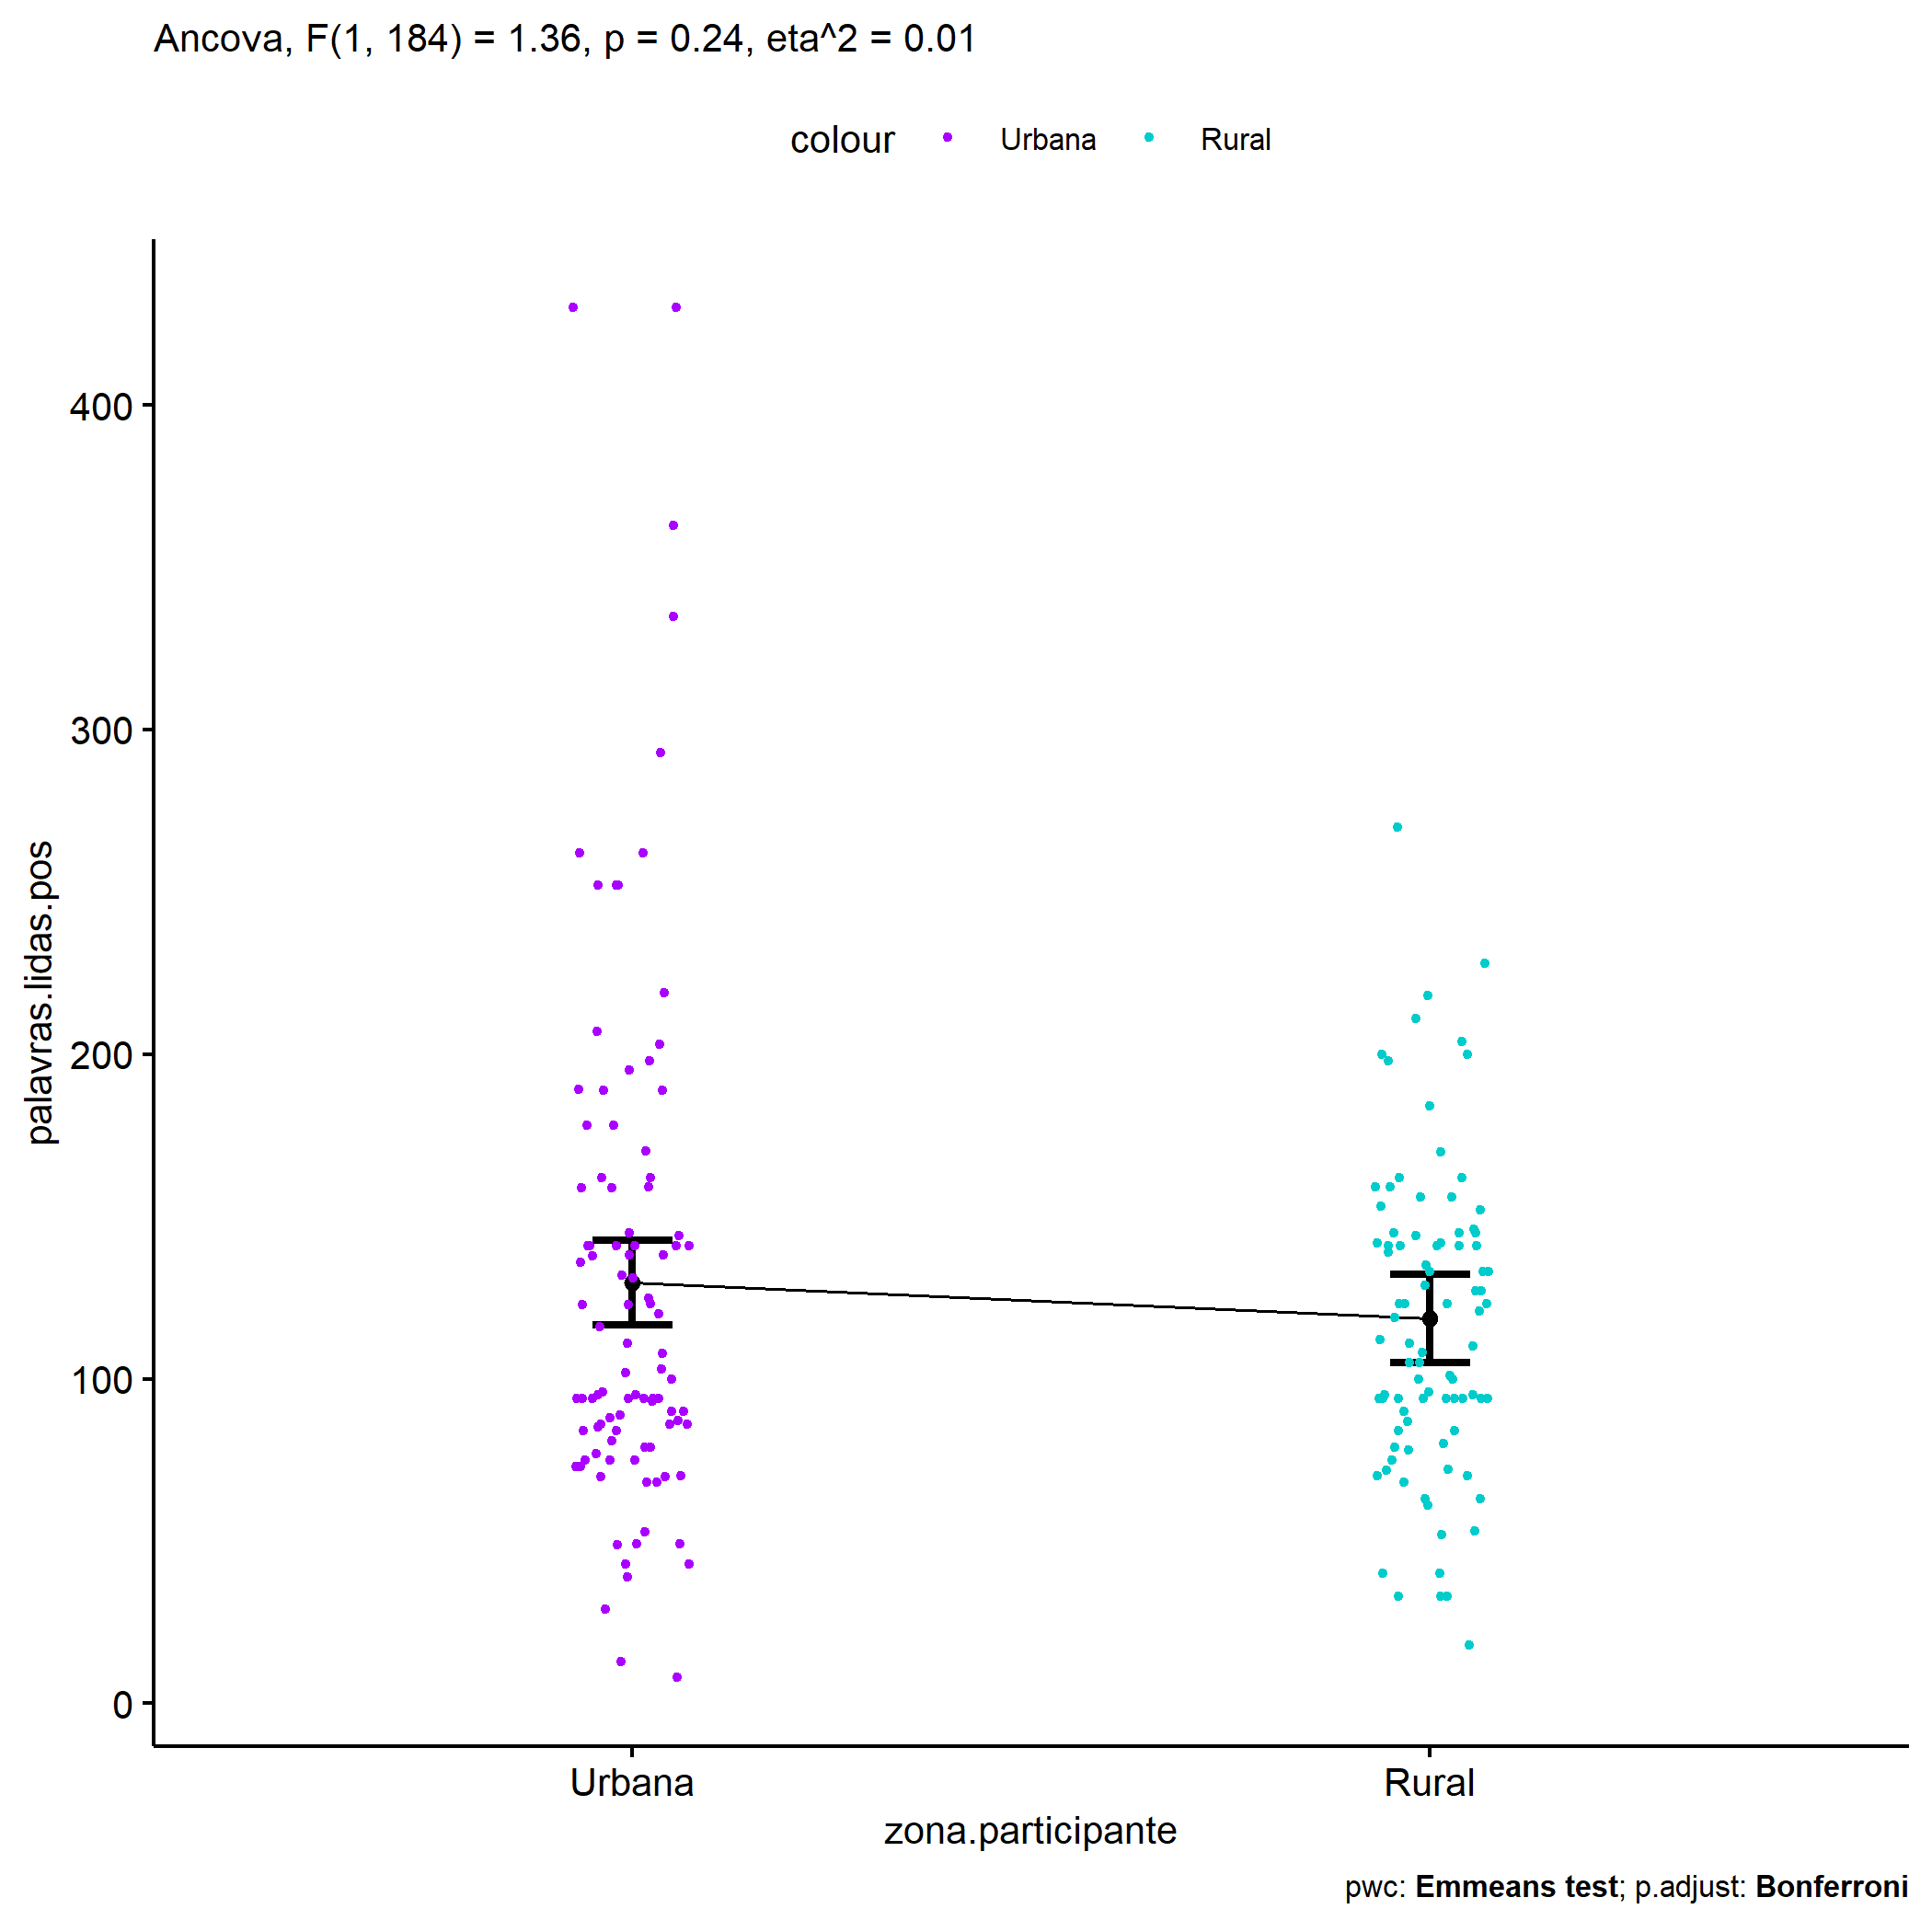 Ancova, F(1, 184) = 1.36, p = 0.24, eta^2 = 0.01
colour Urbana Rural
palavras.lidas.pos
400
300
200
100
0
Urbana Rural
zona.participante
pwc: Emmeans test; p.adjust: Bonferroni